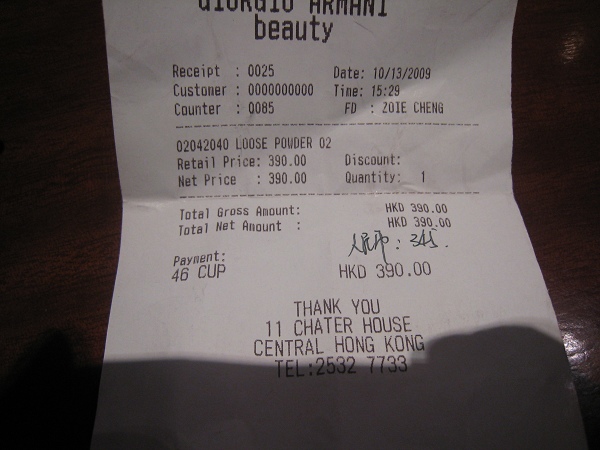 GIORGIO ARMANI
beauty
Receipt : 0025 Date: 10/13/2009
Customer : 0000000000 Time: 15:29
Counter : 0085 FD : ZOIE CHENG
02042040 LOOSE POWDER 02
Retail Price: 390.00 Discount:
Net Price : 390.00 Quantity: 1
Total Gross Amount: HKD 390.00
Total Net Amount : HKD 390.00
: 345.
Payment:
46 CUP HKD 390.00
THANK YOU
11 CHATER HOUSE
CENTRAL HONG KONG
TEL:2532 7733